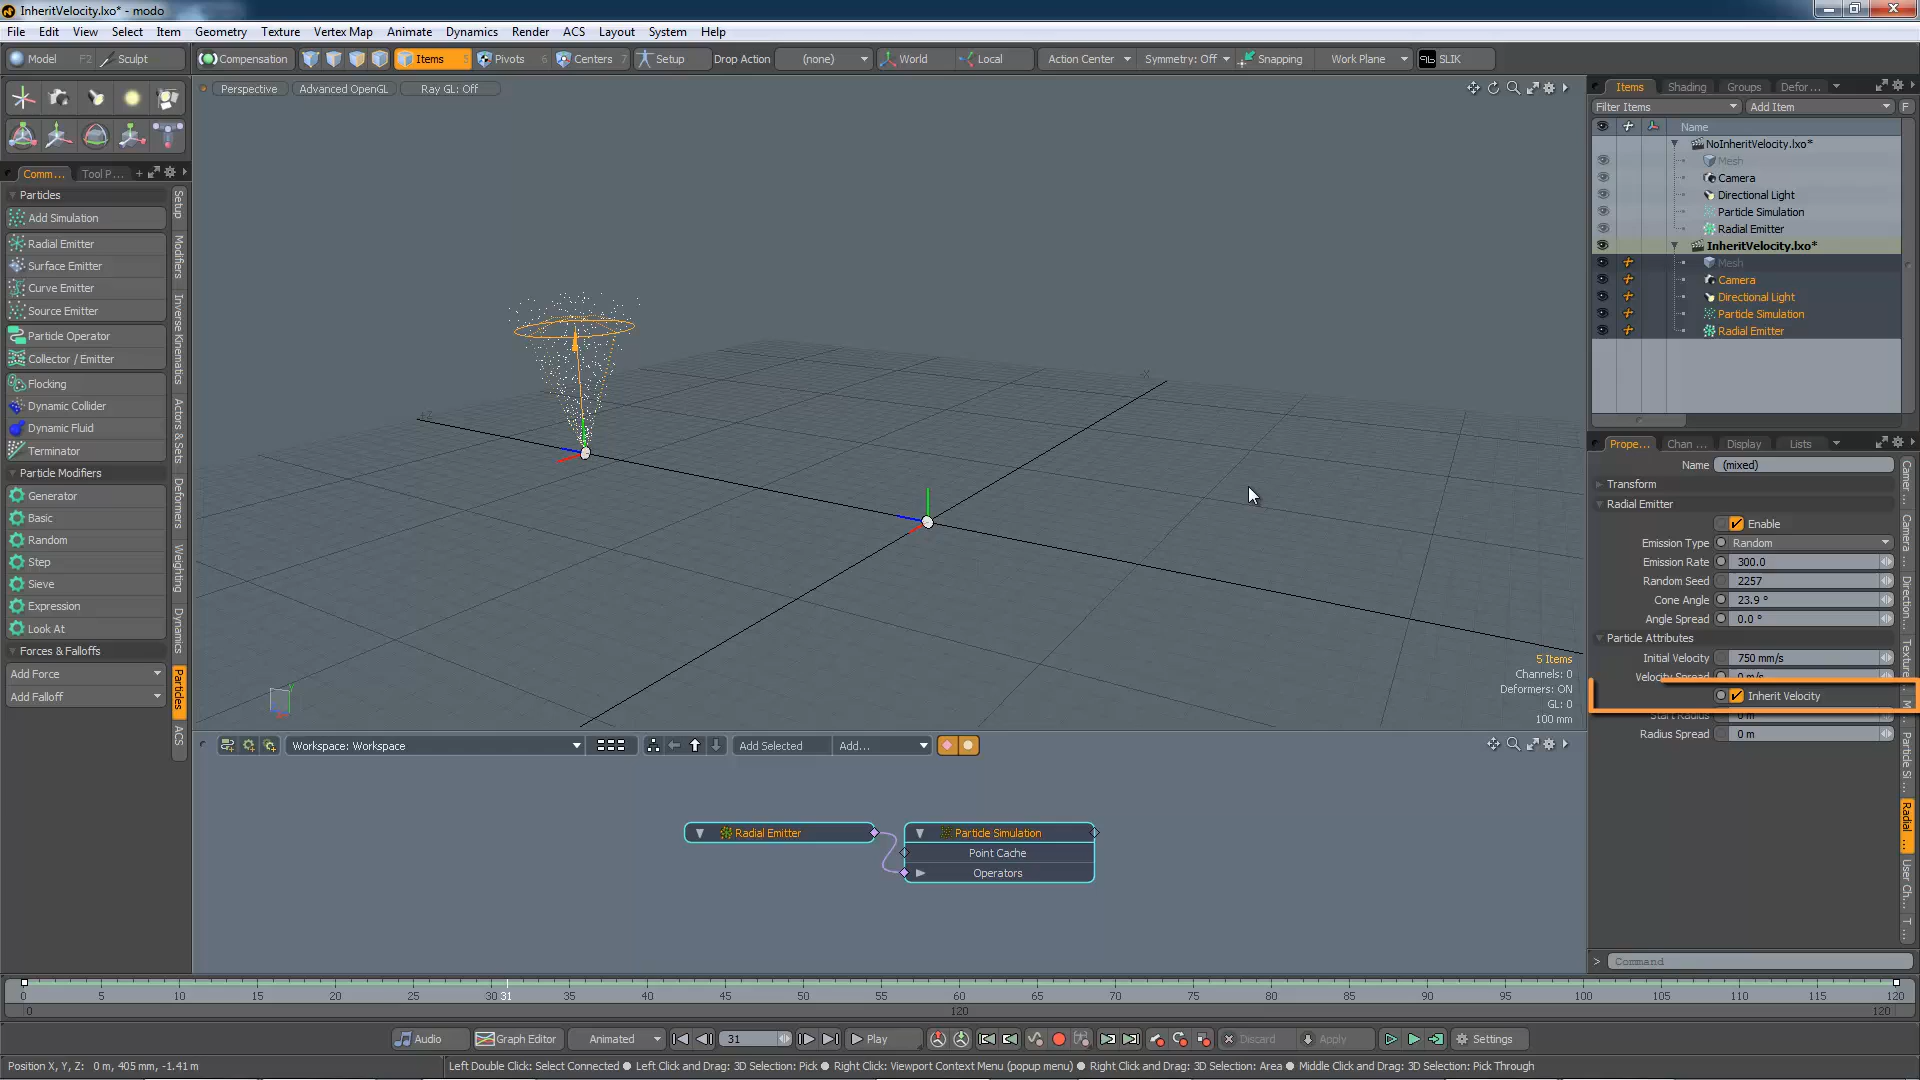 InheritVelocity.lxo* - modo
File Edit View Select Item Geometry Texture Vertex Map Animate Dynamics Render ACS Layout System Help
Model F2 Sculpt Compensation Items 5 Pivots 6 Centers 7 Setup Drop Action (none) World Local Action Center Symmetry: Off Snapping Work Plane SLIK
Perspective Advanced OpenGL Ray GL: Off
Comm... Tool P...
Particles
Add Simulation
Radial Emitter
Surface Emitter
Curve Emitter
Source Emitter
Particle Operator
Collector / Emitter
Flocking
Dynamic Collider
Dynamic Fluid
Terminator
Particle Modifiers
Generator
Basic
Random
Step
Sieve
Expression
Look At
Forces & Falloffs
Add Force
Add Falloff
Setup
Modifiers
Inverse Kinematics
Actors & Sets
Deformers
Weighting
Dynamics
Particles
ACS
5 Items
Channels: 0
Deformers: ON
GL: 0
100 mm
Workspace: Workspace Add Selected Add...
Radial Emitter
Particle Simulation
Point Cache
Operators
Items Shading Groups Defor ...
Filter Items Add Item F
Name
NoInheritVelocity.lxo*
Mesh
Camera
Directional Light
Particle Simulation
Radial Emitter
InheritVelocity.lxo*
Mesh
Camera
Directional Light
Particle Simulation
Radial Emitter
Prope... Chan ... Display Lists
Name (mixed)
Transform
Radial Emitter
Enable
Emission Type Random
Emission Rate 300.0
Random Seed 2257
Cone Angle 23.9 °
Angle Spread 0.0 °
Particle Attributes
Initial Velocity 750 mm/s
Velocity Spread 0 m/s
Inherit Velocity
Start Radius 0 m
Radius Spread 0 m
Camer ...
Camera ...
Direction...
Texture ...
Particle Si ...
Radial ...
User Ch...
T ...
> Command
0 5 10 15 20 25 30 31 35 40 45 50 55 60 65 70 75 80 85 90 95 100 105 110 115 120
0 120 120
Audio Graph Editor Animated 31 Play Discard Apply Settings
Position X, Y, Z: 0 m, 405 mm, -1.41 m
Left Double Click: Select Connected ● Left Click and Drag: 3D Selection: Pick ● Right Click: Viewport Context Menu (popup menu) ● Right Click and Drag: 3D Selection: Area ● Middle Click and Drag: 3D Selection: Pick Through